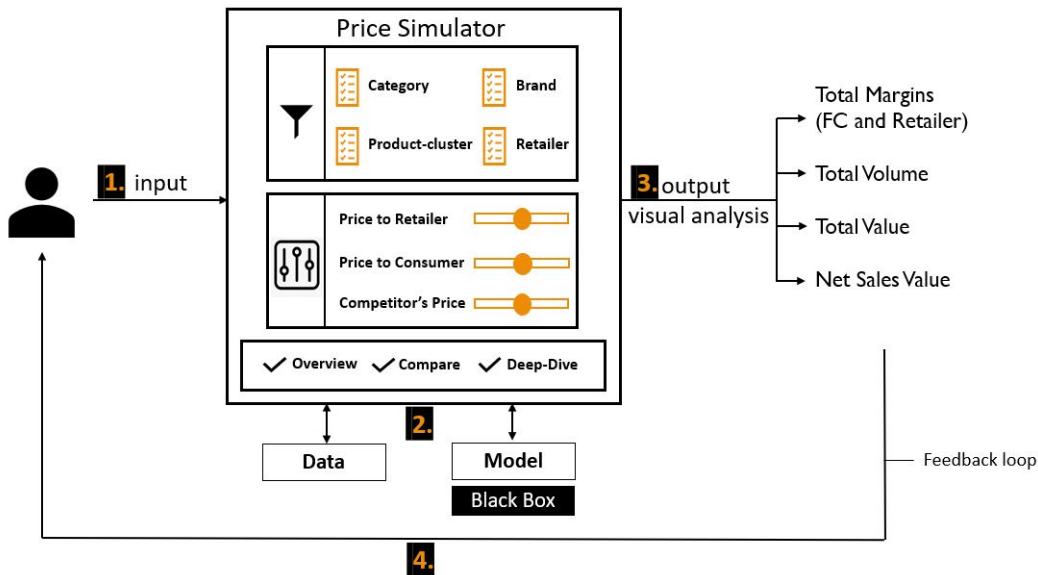 Price Simulator
Category
Brand
Product-cluster
Retailer
1. input
Price to Retailer
Price to Consumer
Competitor's Price
Overview
Compare
Deep-Dive
2.
Data
Model
Black Box
3. output
visual analysis
Total Margins
(FC and Retailer)
Total Volume
Total Value
Net Sales Value
Feedback loop
4.